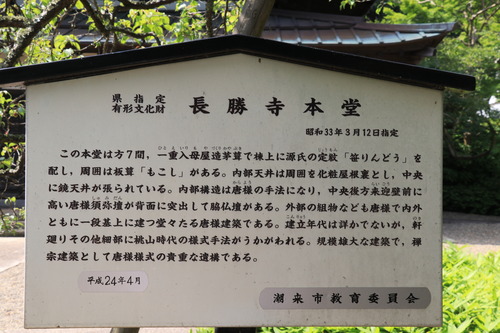 県指定
有形文化財
長勝寺本堂
昭和33年3月12日指定
この本堂は方7間，一重入母屋造茅葺で棟上に源氏の定紋「笹りんどう」を
配し，周囲は板葺「もこし」がある。内部天井は周囲を化粧屋根裏とし，中央
に鏡天井が張られている。内部構造は唐様の手法になり，中央後方来迎壁前に
高い唐様須弥壇が背面に突出して脇仏壇がある。外部の組物なども唐様で内外
ともに一段基上に建つ堂々たる唐様建築である。建立年代は詳かでないが，軒
廻りその他細部に桃山時代の様式手法がうかがわれる。規模雄大な建築で，禅
宗建築として唐様様式の貴重な遺構である。
平成24年4月
潮来市教育委員会